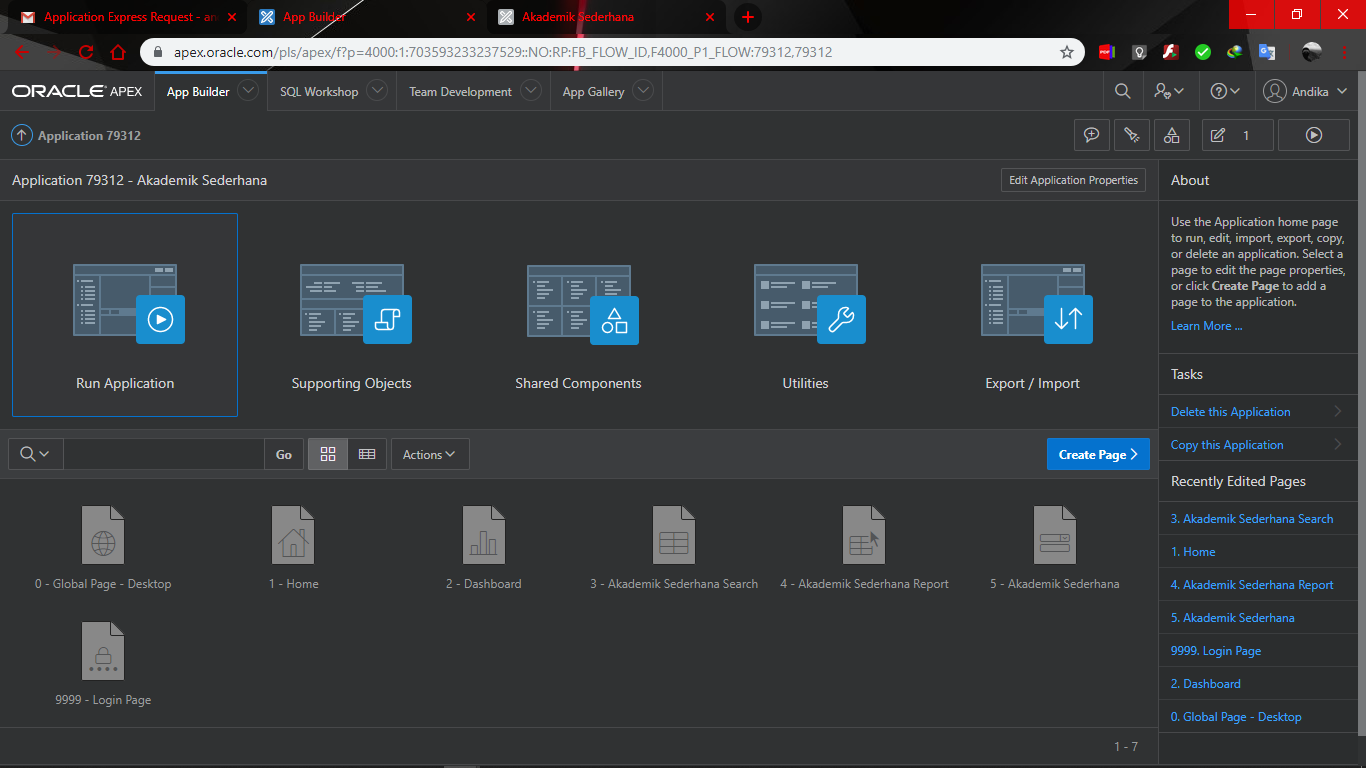 Application Express Request - an
App Builder
Akademik Sederhana
apex.oracle.com/pls/apex/f?p=4000:1:703593233237529::NO:RP:FB_FLOW_ID,F4000_P1_FLOW:79312,79312
ORACLE APEX
App Builder
SQL Workshop
Team Development
App Gallery
Andika
Application 79312
1
Application 79312 - Akademik Sederhana
Edit Application Properties
Run Application
Supporting Objects
Shared Components
Utilities
Export / Import
Go
Actions
Create Page
0 - Global Page - Desktop
1 - Home
2 - Dashboard
3 - Akademik Sederhana Search
4 - Akademik Sederhana Report
5 - Akademik Sederhana
9999 - Login Page
1 - 7
About
Use the Application home page
to run, edit, import, export, copy,
or delete an application. Select a
page to edit the page properties,
or click Create Page to add a
page to the application.
Learn More ...
Tasks
Delete this Application
Copy this Application
Recently Edited Pages
3. Akademik Sederhana Search
1. Home
4. Akademik Sederhana Report
5. Akademik Sederhana
9999. Login Page
2. Dashboard
0. Global Page - Desktop